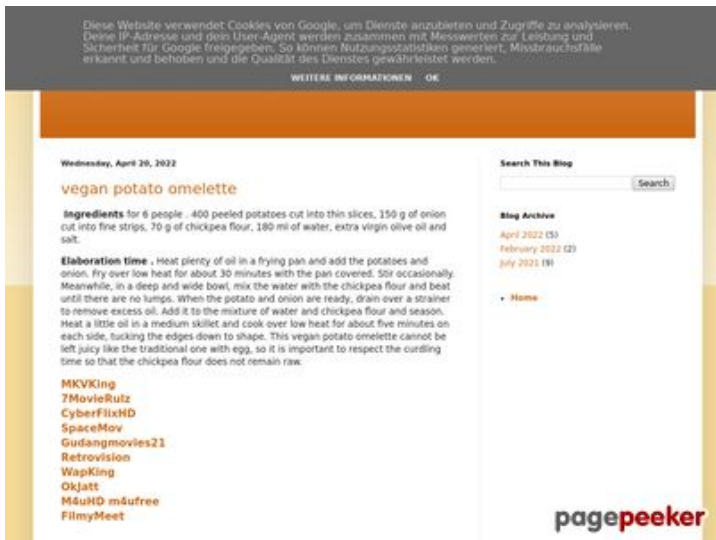 Diese Website verwendet Cookies von Google, um Dienste anzubieten und Zugriffe zu analysieren.
Deine IP-Adresse und dein User-Agent werden zusammen mit Messwerten zur Leistung und
Sicherheit für Google freigegeben. So können Nutzungsstatistiken generiert, Missbrauchsfälle
erkannt und behoben und die Qualität des Dienstes gewährleistet werden.
WEITERE INFORMATIONEN OK
Wednesday, April 20, 2022
vegan potato omelette
Ingredients for 6 people . 400 peeled potatoes cut into thin slices, 150 g of onion
cut into fine strips, 70 g of chickpea flour, 180 ml of water, extra virgin olive oil and
salt.
Elaboration time . Heat plenty of oil in a frying pan and add the potatoes and
onion. Fry over low heat for about 30 minutes with the pan covered. Stir occasionally.
Meanwhile, in a deep and wide bowl, mix the water with the chickpea flour and beat
until there are no lumps. When the potato and onion are ready, drain over a strainer
to remove excess oil. Add it to the mixture of water and chickpea flour and season.
Heat a little oil in a medium skillet and cook over low heat for about five minutes on
each side, tucking the edges down to shape. This vegan potato omelette cannot be
left juicy like the traditional one with egg, so it is important to respect the curdling
time so that the chickpea flour does not remain raw.
MKVKing
7MovieRulz
CyberFlixHD
SpaceMov
Gudangmovies21
Retrovision
WapKing
OkJatt
M4uHD m4ufree
FilmyMeet
Search This Blog
Search
Blog Archive
April 2022 (5)
February 2022 (2)
July 2021 (9)
Home
pagepeeker